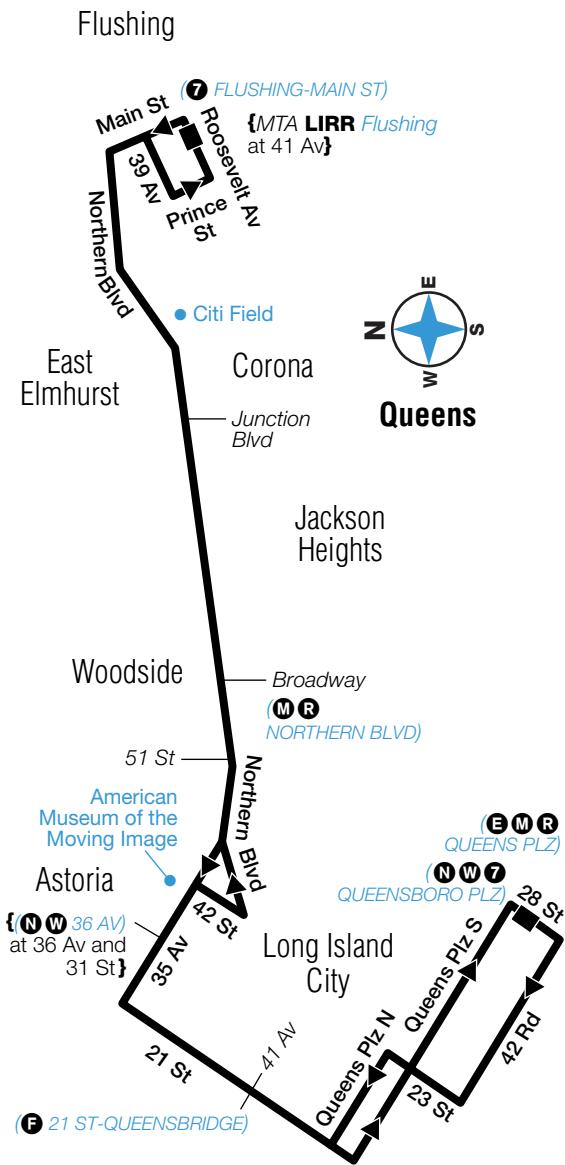 Flushing
(7 FLUSHING-MAIN ST)
Main St
{MTA LIRR Flushing
at 41 Av}
Roosevelt Av
39 Av
Prince
St
Northern Blvd
Citi Field
E
N
S
W
Queens
East
Elmhurst
Corona
Junction
Blvd
Jackson
Heights
Woodside
Broadway
(M R
NORTHERN BLVD)
51 St
Northern Blvd
American
Museum of the
Moving Image
(E M R
QUEENS PLZ)
(N W 7
QUEENSBORO PLZ)
Astoria
28 St
42 St
{(N W 36 AV)
at 36 Av and
31 St}
35 Av
Long Island
City
Queens Plz S
Queens Plz N
42 Rd
41 Av
21 St
23 St
(F 21 ST-QUEENSBRIDGE)